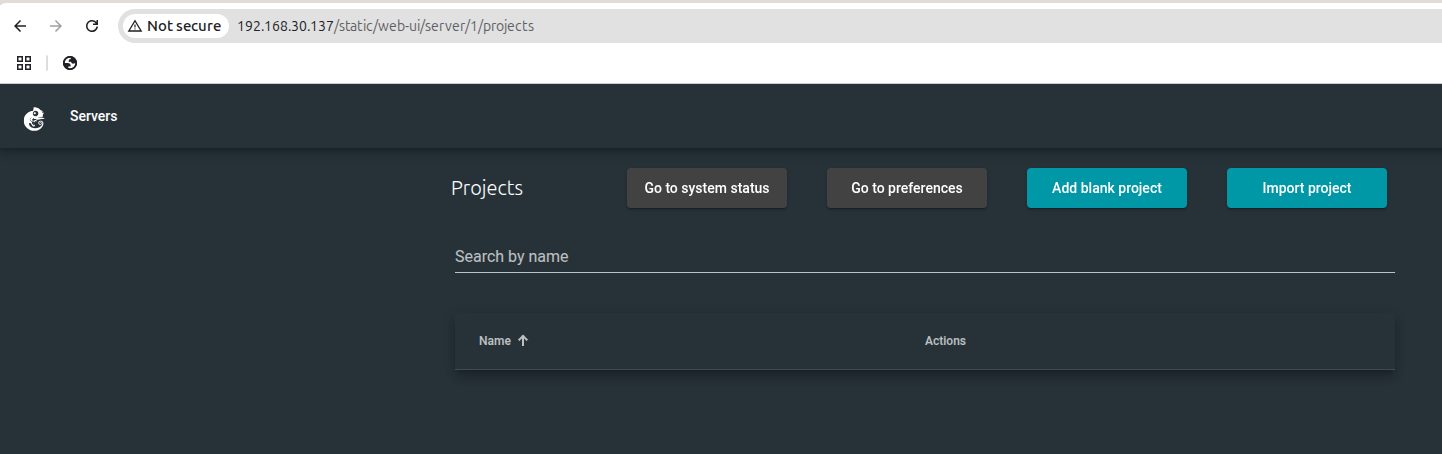 Not secure 192.168.30.137/static/web-ui/server/1/projects
Servers
Projects Go to system status Go to preferences Add blank project Import project
Search by name
Name Actions